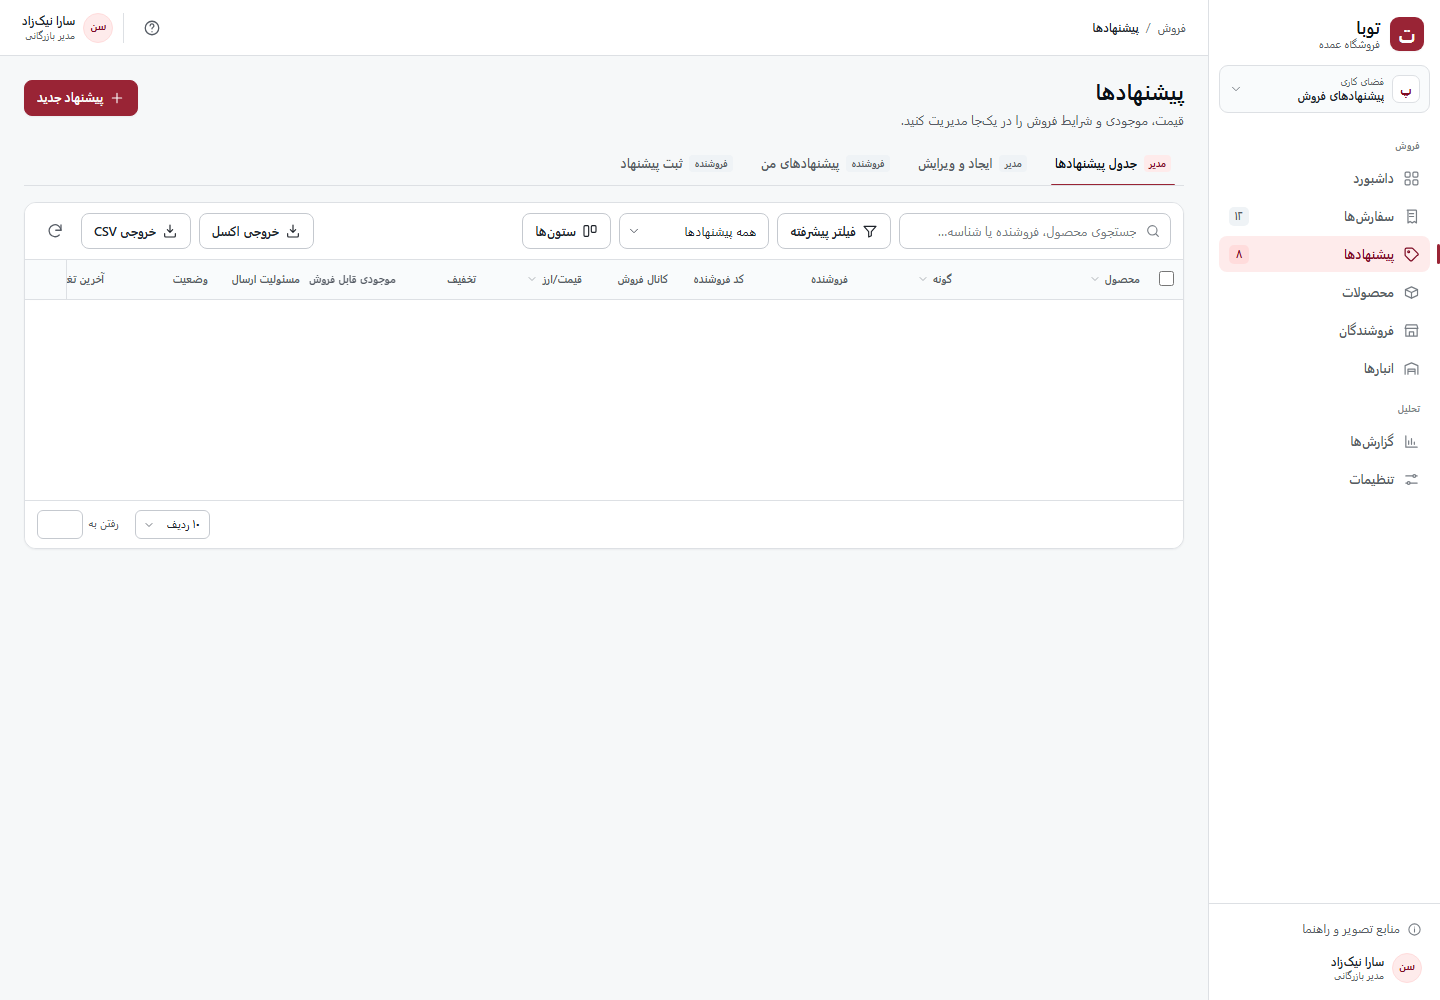 ت
توبا
فروشگاه عمده
پ
فضای کاری
پیشنهادهای فروش
فروش
داشبورد
سفارش‌ها ۱۲
پیشنهادها ۸
محصولات
فروشندگان
انبارها
تحلیل
گزارش‌ها
تنظیمات
منابع تصویر و راهنما
سن
سارا نیک‌زاد
مدیر بازرگانی
فروش / پیشنهادها
سن
سارا نیک‌زاد
مدیر بازرگانی
پیشنهادها
قیمت، موجودی و شرایط فروش را در یک‌جا مدیریت کنید.
پیشنهاد جدید
مدیر جدول پیشنهادها مدیر ایجاد و ویرایش فروشنده پیشنهادهای من فروشنده ثبت پیشنهاد
جستجوی محصول، فروشنده یا شناسه... فیلتر پیشرفته همه پیشنهادها ستون‌ها خروجی اکسل خروجی CSV
محصول گونه فروشنده کد فروشنده کانال فروش قیمت/ارز تخفیف موجودی قابل فروش مسئولیت ارسال وضعیت آخرین
۱۰ ردیف رفتن به